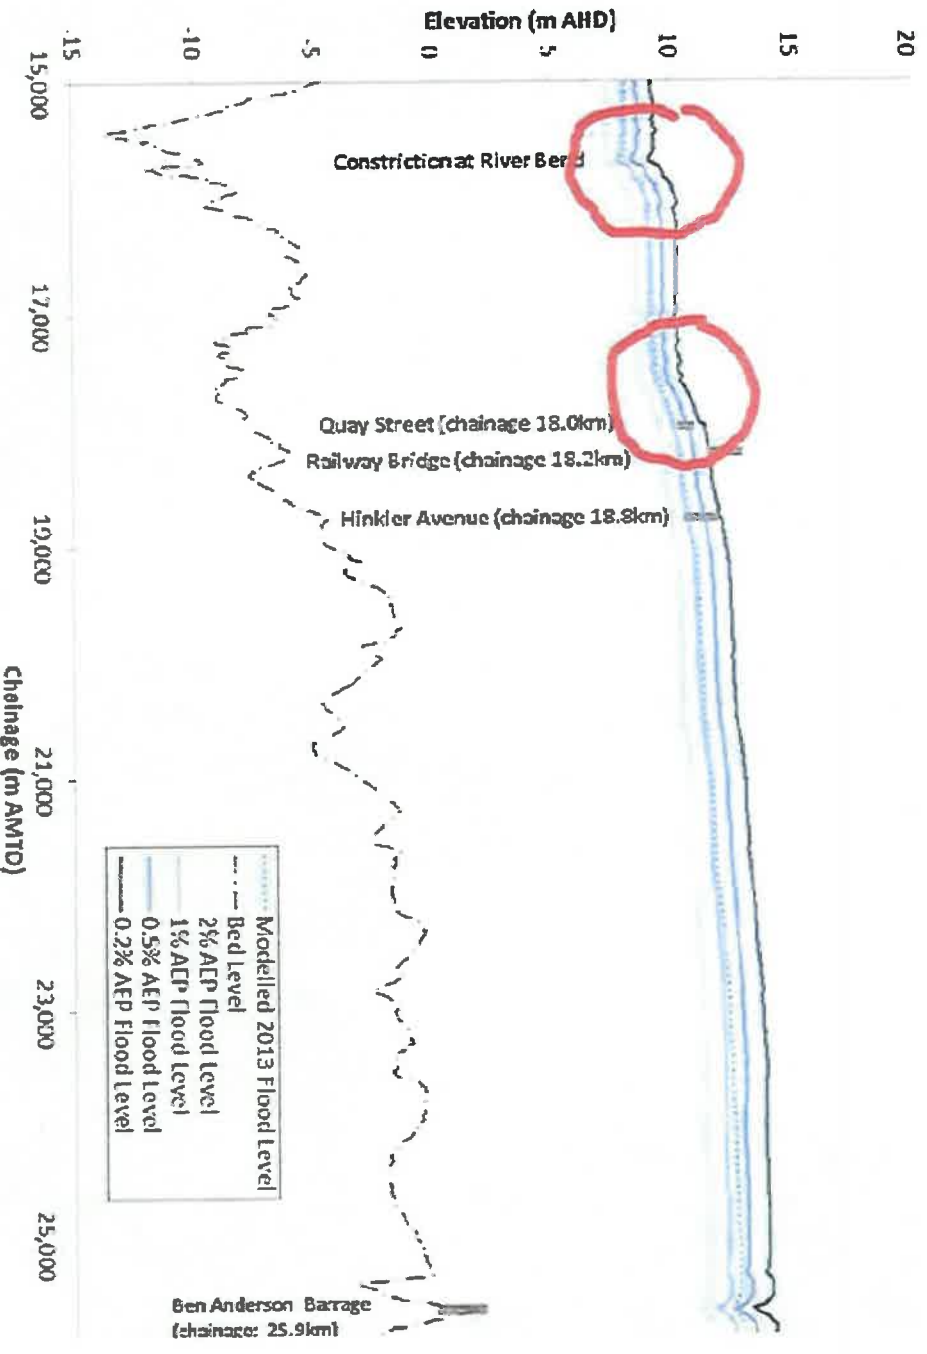 Elevation (m AHD)
20
15
10
5
0
-5
-10
-15
15,000
17,000
19,000
21,000
23,000
25,000
Chainage (m AMTD)
Constriction at River Bend
Quay Street (chainage 18.0km)
Railway Bridge (chainage 18.2km)
Hinkler Avenue (chainage 18.8km)
Ben Anderson Barrage
(chainage: 25.9km)
Modelled 2013 Flood Level
Bed Level
2% AEP Flood Level
1% AEP Flood Level
0.5% AEP Flood Level
0.2% AEP Flood Level